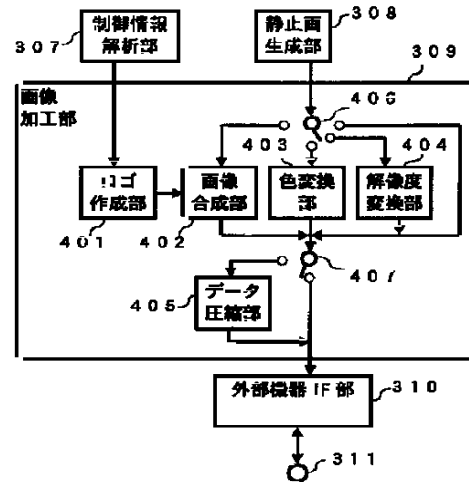 307
制御情報
解析部
静止画
生成部
308
309
画像
加工部
406
403
404
ロゴ
作成部
画像
合成部
色変換
部
解像度
変換部
401
402
407
405
データ
圧縮部
外部機器IF部
310
311